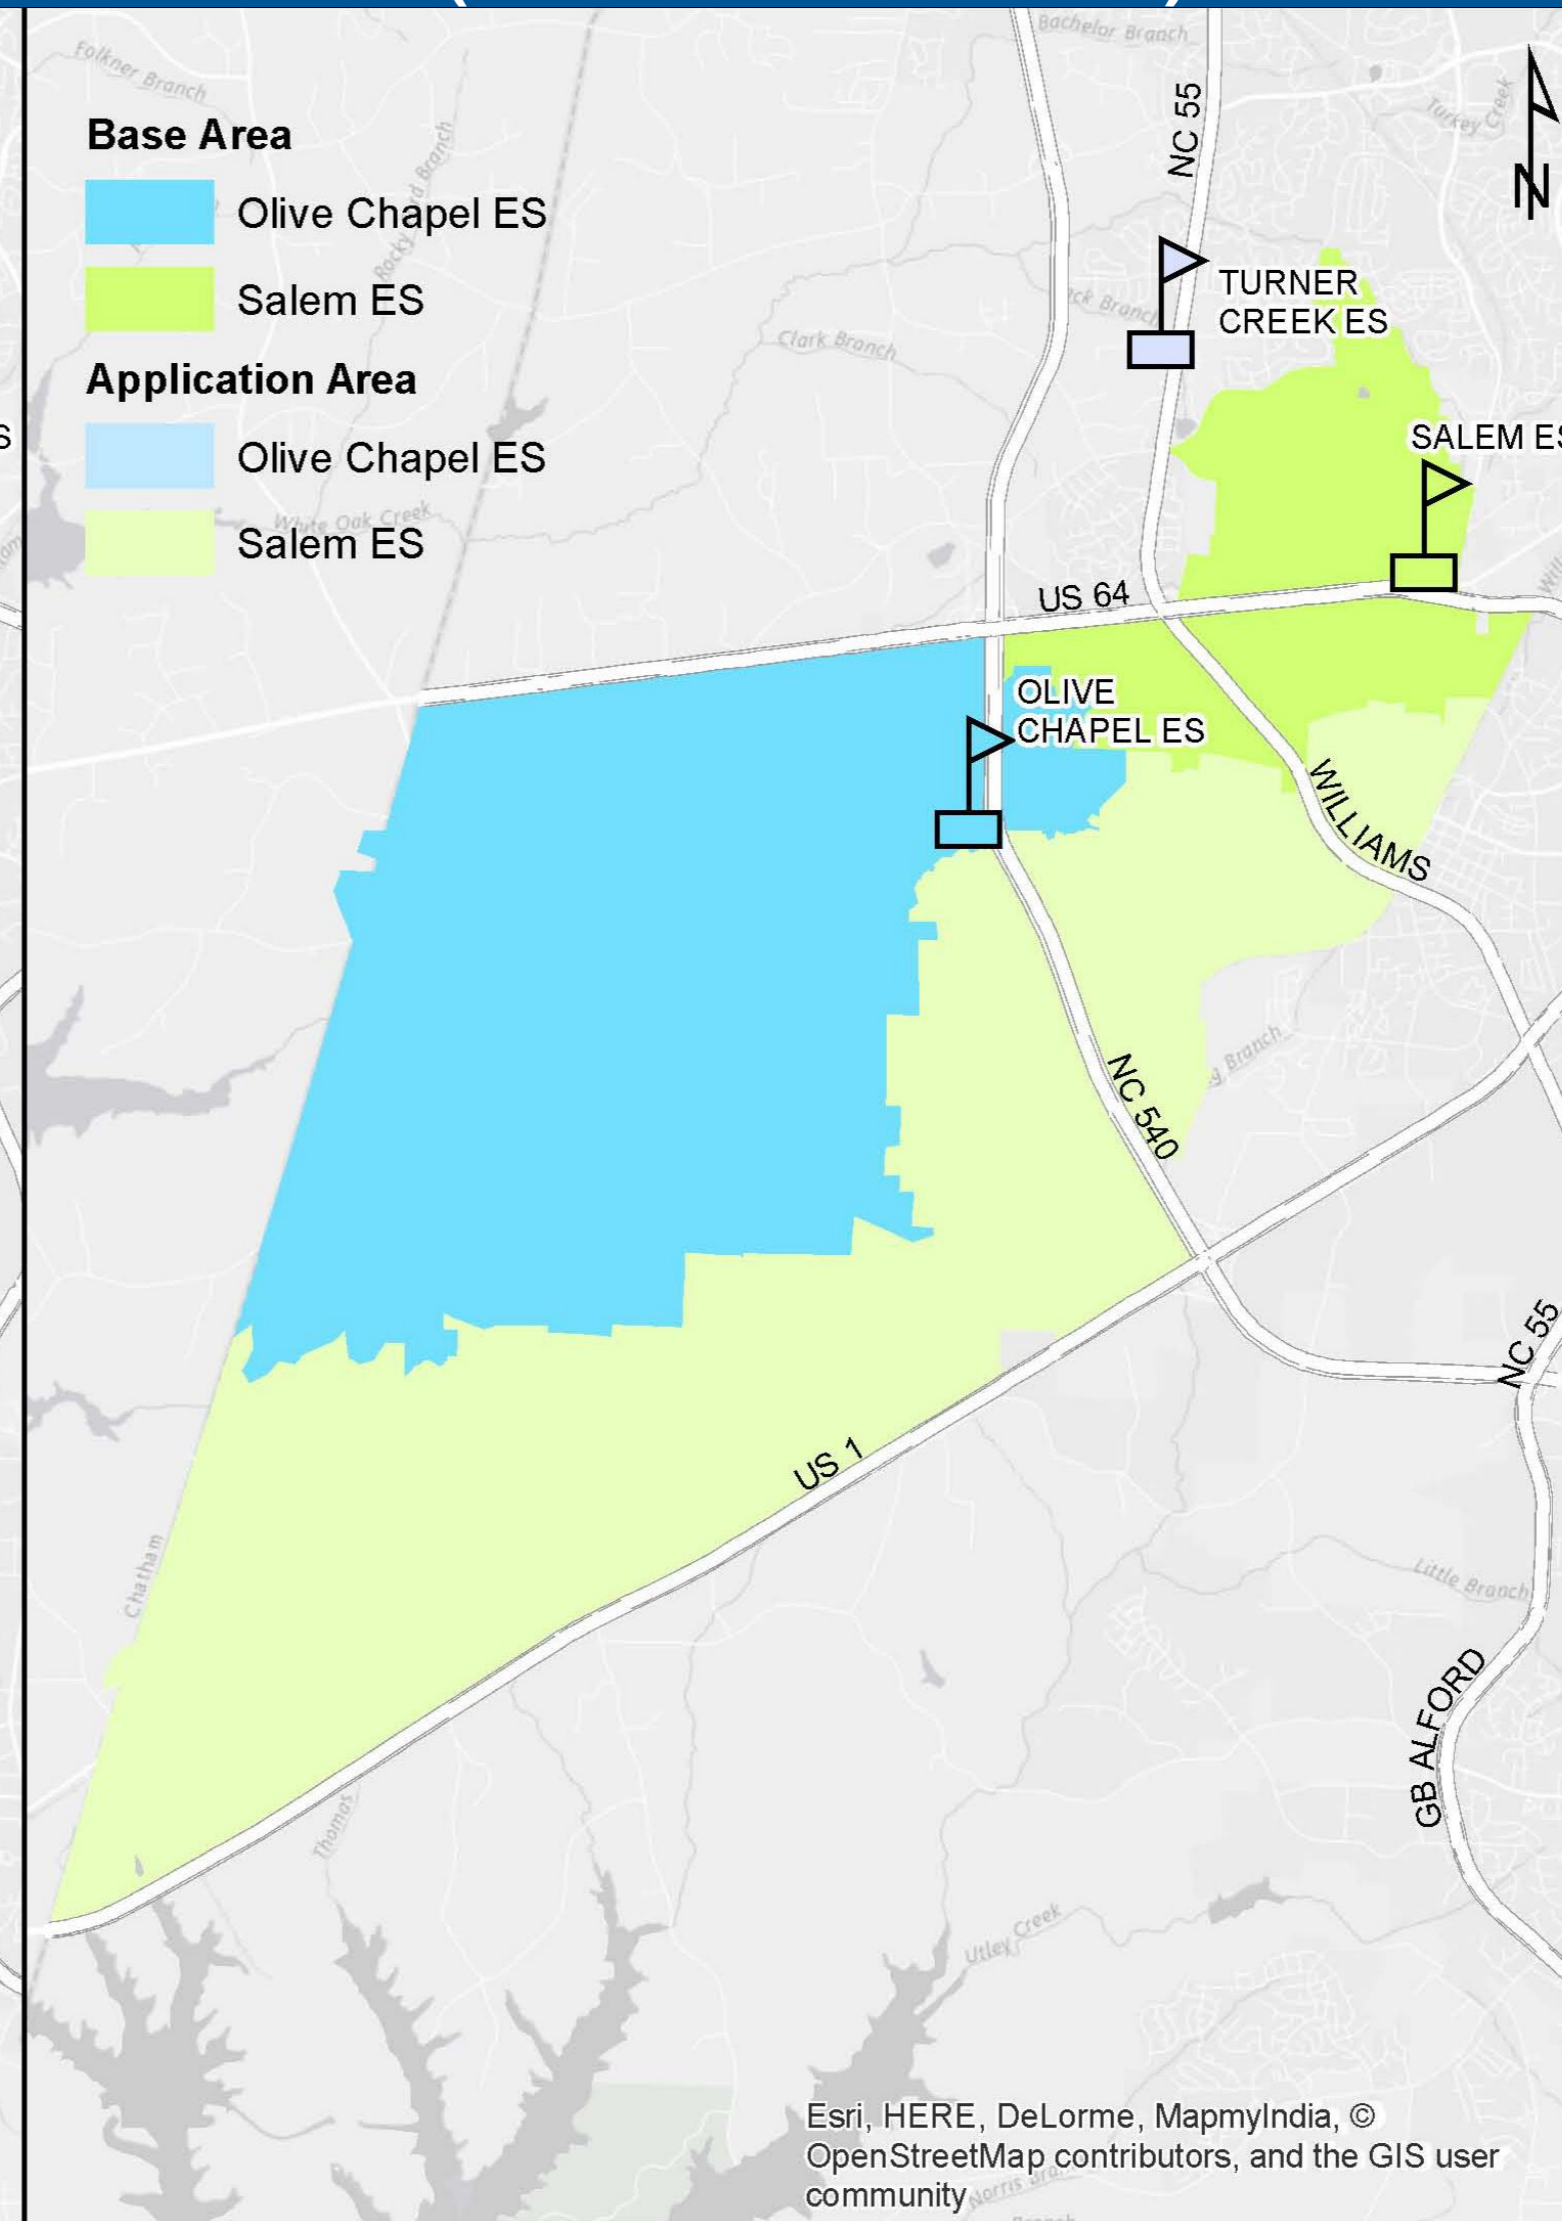 Bachelor Branch
Folkner Branch
Turkey Creek
NC 55
Base Area
Olive Chapel ES
Salem ES
Application Area
Olive Chapel ES
Salem ES
N
TURNER
CREEK ES
Branch
Clark Branch
SALEM ES
White Oak Creek
US 64
OLIVE
CHAPEL ES
WILLIAMS
Branch
NC 540
NC 55
US 1
Chatham
Little Branch
GB ALFORD
Thomas
Utley Creek
Esri, HERE, DeLorme, MapmyIndia, ©
OpenStreetMap contributors, and the GIS user
community
Norris